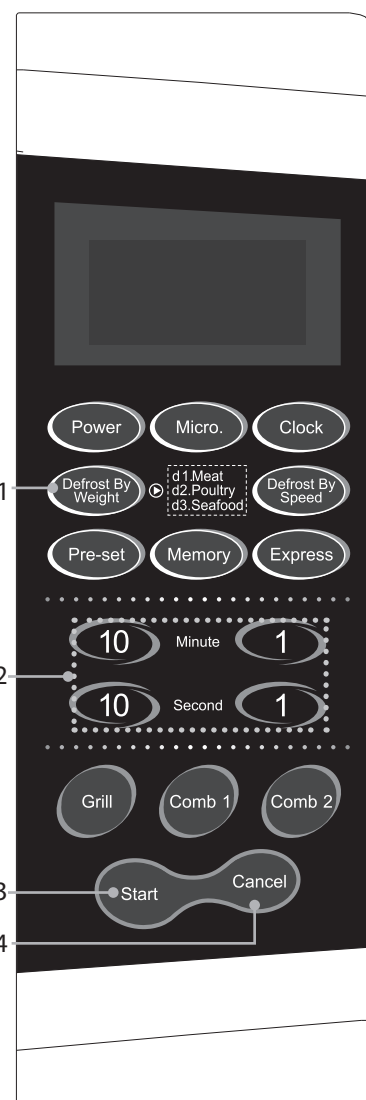 Power Micro. Clock
1
Defrost By Weight
d1.Meat
d2.Poultry
d3.Seafood
Defrost By Speed
Pre-set Memory Express
10 Minute 1
2
10 Second 1
Grill Comb 1 Comb 2
3
Start Cancel
4